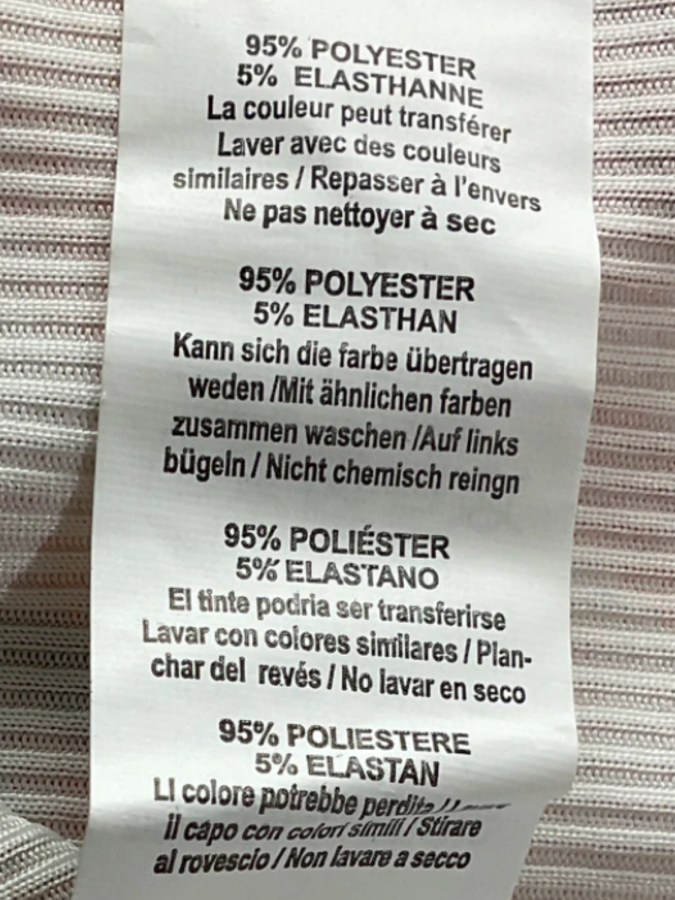 95% POLYESTER
5% ELASTHANNE
La couleur peut transférer
Laver avec des couleurs
similaires / Repasser à l'envers
Ne pas nettoyer à sec
95% POLYESTER
5% ELASTHAN
Kann sich die farbe übertragen
weden /Mit ähnlichen farben
zusammen waschen /Auf links
bügeln / Nicht chemisch reingn
95% POLIÉSTER
5% ELASTANO
El tinte podria ser transferirse
Lavar con colores similares / Plan-
char del revés / No lavar en seco
95% POLIESTERE
5% ELASTAN
LI colore potrebbe perdita
il capo con colori simili / Stirare
al rovescio / Non lavare a secco